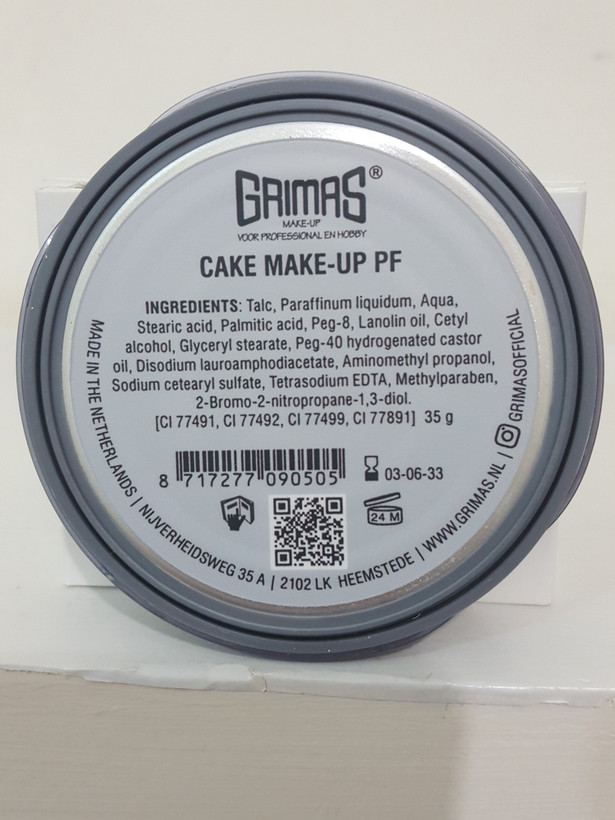 GRIMAS®
MAKE-UP
VOOR PROFESSIONAL EN HOBBY
CAKE MAKE-UP PF
INGREDIENTS: Talc, Paraffinum liquidum, Aqua,
Stearic acid, Palmitic acid, Peg-8, Lanolin oil, Cetyl
alcohol, Glyceryl stearate, Peg-40 hydrogenated castor
oil, Disodium lauroamphodiacetate, Aminomethyl propanol,
Sodium cetearyl sulfate, Tetrasodium EDTA, Methylparaben,
2-Bromo-2-nitropropane-1,3-diol.
[CI 77491, CI 77492, CI 77499, CI 77891] 35 g
8 717277 090505
03-06-33
24 M
MADE IN THE NETHERLANDS | NIJVERHEIDSWEG 35 A | 2102 LK HEEMSTEDE | WWW.GRIMAS.NL | GRIMASOFFICIAL